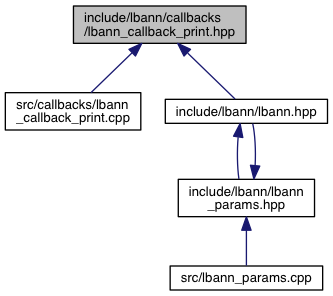 include/lbann/callbacks
/lbann_callback_print.hpp
src/callbacks/lbann
_callback_print.cpp
include/lbann/lbann.hpp
include/lbann/lbann
_params.hpp
src/lbann_params.cpp